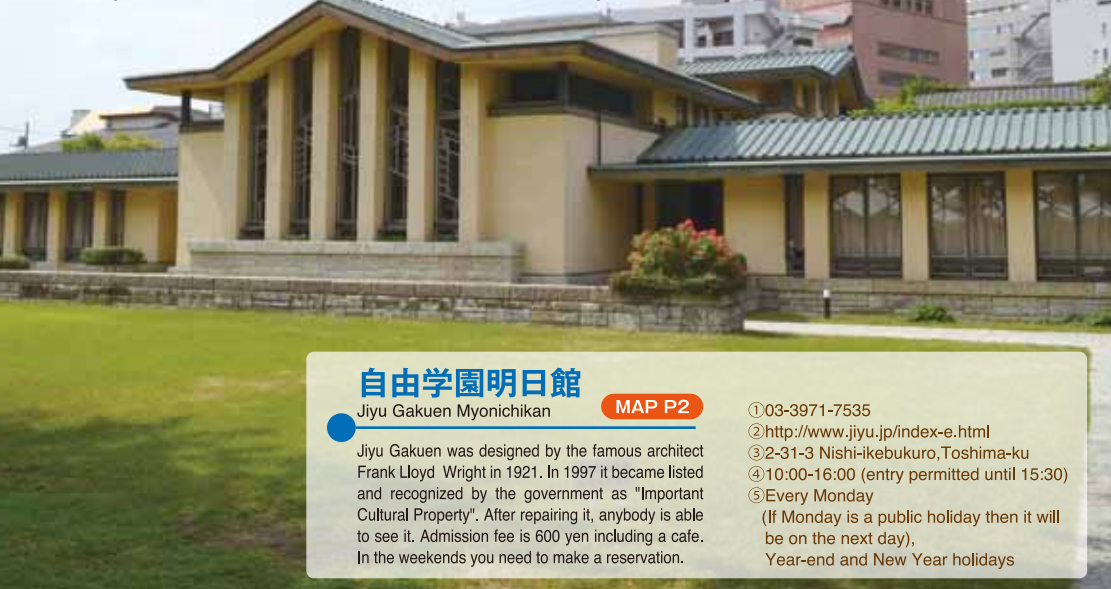 自由学園明日館
Jiyu Gakuen Myonichikan
MAP P2
Jiyu Gakuen was designed by the famous architect
Frank Lloyd Wright in 1921. In 1997 it became listed
and recognized by the government as "Important
Cultural Property". After repairing it, anybody is able
to see it. Admission fee is 600 yen including a cafe.
In the weekends you need to make a reservation.
①03-3971-7535
②http://www.jiyu.jp/index-e.html
③2-31-3 Nishi-ikebukuro,Toshima-ku
④10:00-16:00 (entry permitted until 15:30)
⑤Every Monday
(If Monday is a public holiday then it will
be on the next day),
Year-end and New Year holidays